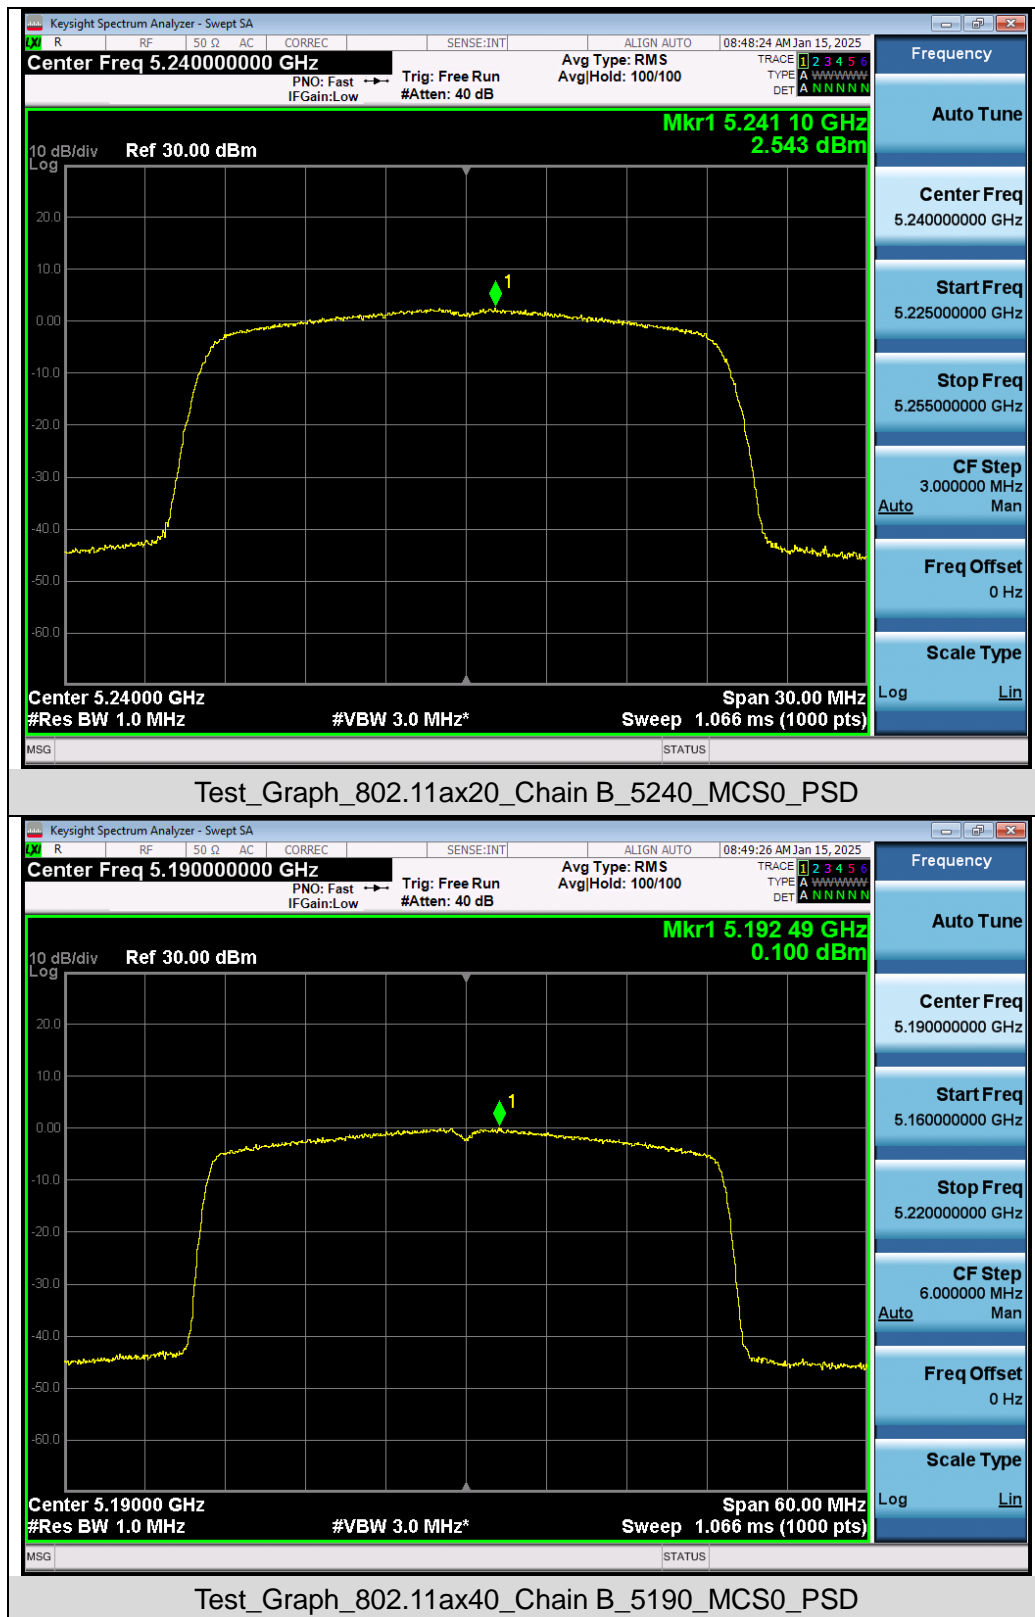 Keysight Spectrum Analyzer - Swept SA
LXI R RF 50 Ω AC CORREC SENSE:INT ALIGN AUTO 08:48:24 AM Jan 15, 2025
Center Freq 5.240000000 GHz
PNO: Fast
IFGain:Low
Trig: Free Run
#Atten: 40 dB
Avg Type: RMS
Avg|Hold: 100/100
TRACE 1 2 3 4 5 6
TYPE A WWWWW
DET A N N N N N
Mkr1 5.241 10 GHz
2.543 dBm
10 dB/div
Log
Ref 30.00 dBm
1
20.0
10.0
0.00
-10.0
-20.0
-30.0
-40.0
-50.0
-60.0
Center 5.24000 GHz
Span 30.00 MHz
#Res BW 1.0 MHz
#VBW 3.0 MHz*
Sweep 1.066 ms (1000 pts)
MSG
STATUS
Frequency
Auto Tune
Center Freq
5.240000000 GHz
Start Freq
5.225000000 GHz
Stop Freq
5.255000000 GHz
CF Step
3.000000 MHz
Auto Man
Freq Offset
0 Hz
Scale Type
Log Lin
Test_Graph_802.11ax20_Chain B_5240_MCS0_PSD
Keysight Spectrum Analyzer - Swept SA
LXI R RF 50 Ω AC CORREC SENSE:INT ALIGN AUTO 08:49:26 AM Jan 15, 2025
Center Freq 5.190000000 GHz
PNO: Fast
IFGain:Low
Trig: Free Run
#Atten: 40 dB
Avg Type: RMS
Avg|Hold: 100/100
TRACE 1 2 3 4 5 6
TYPE A WWWWW
DET A N N N N N
Mkr1 5.192 49 GHz
0.100 dBm
10 dB/div
Log
Ref 30.00 dBm
1
20.0
10.0
0.00
-10.0
-20.0
-30.0
-40.0
-50.0
-60.0
Center 5.19000 GHz
Span 60.00 MHz
#Res BW 1.0 MHz
#VBW 3.0 MHz*
Sweep 1.066 ms (1000 pts)
MSG
STATUS
Frequency
Auto Tune
Center Freq
5.190000000 GHz
Start Freq
5.160000000 GHz
Stop Freq
5.220000000 GHz
CF Step
6.000000 MHz
Auto Man
Freq Offset
0 Hz
Scale Type
Log Lin
Test_Graph_802.11ax40_Chain B_5190_MCS0_PSD